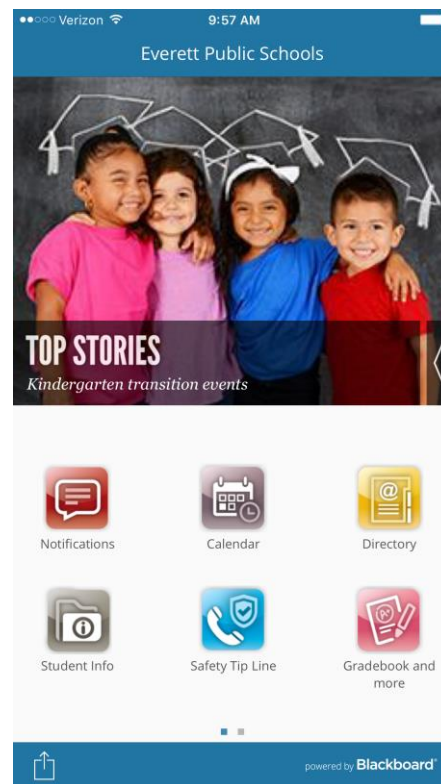 Verizon 9:57 AM
Everett Public Schools
TOP STORIES
Kindergarten transition events
Notifications
Calendar
@
Directory
Student Info
Safety Tip Line
A+
Gradebook and
more
powered by Blackboard